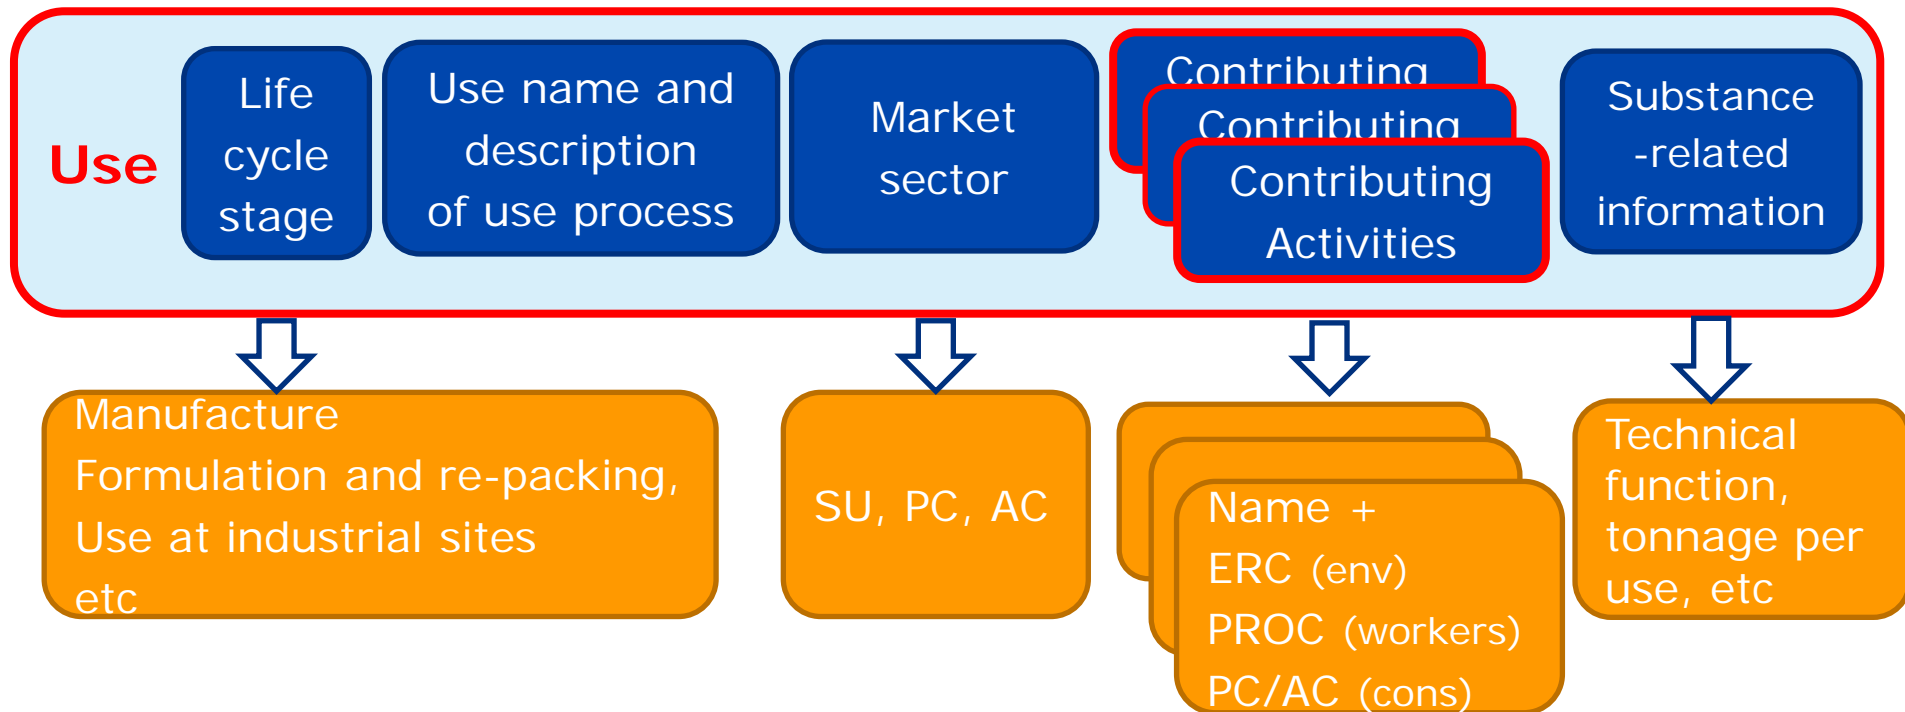 Use
Life
cycle
stage
Use name and
description
of use process
Market
sector
Contributing
Contributing
Contributing
Activities
Substance
-related
information
Manufacture
Formulation and re-packing,
Use at industrial sites
etc
SU, PC, AC
Name +
ERC (env)
PROC (workers)
PC/AC (cons)
Technical
function,
tonnage per
use, etc